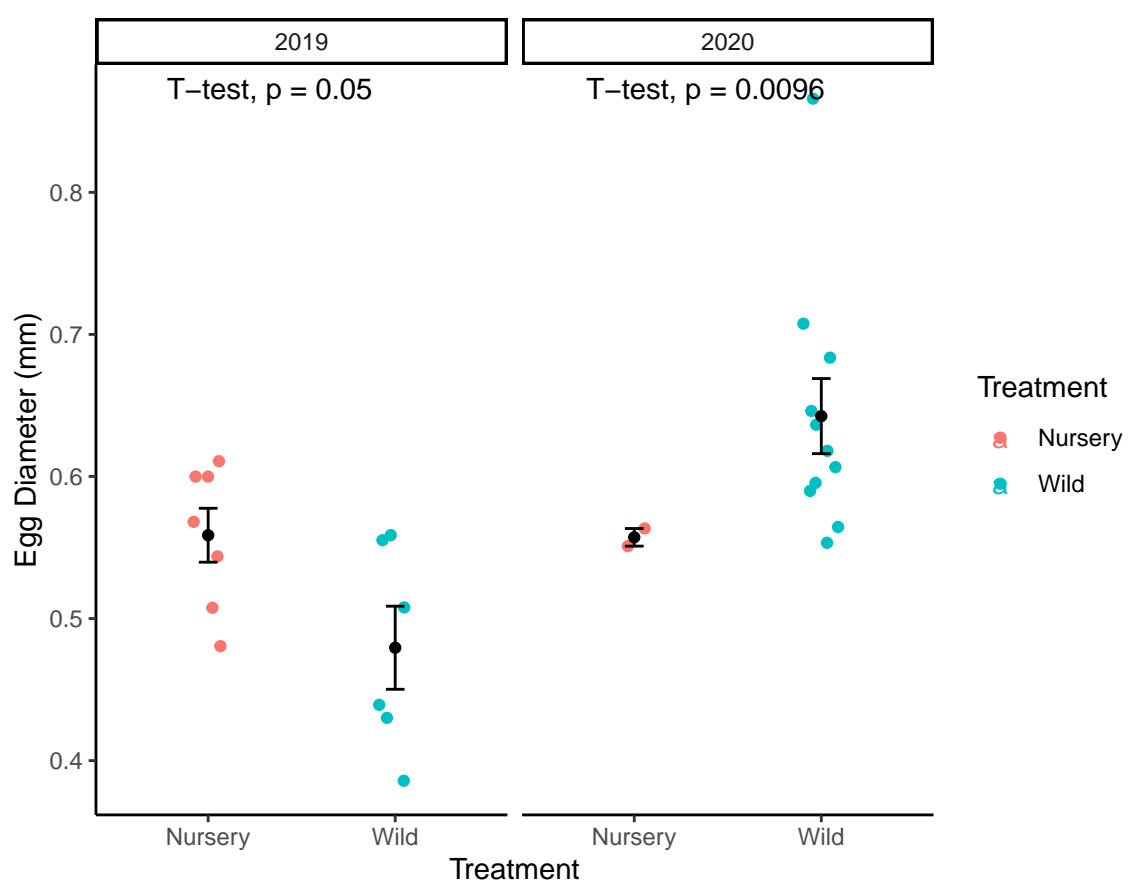 2019
2020
T−test, p = 0.05
T−test, p = 0.0096
0.8
0.7
0.6
0.5
0.4
Egg Diameter (mm)
Nursery
Wild
Nursery
Wild
Treatment
Treatment
a Nursery
a Wild